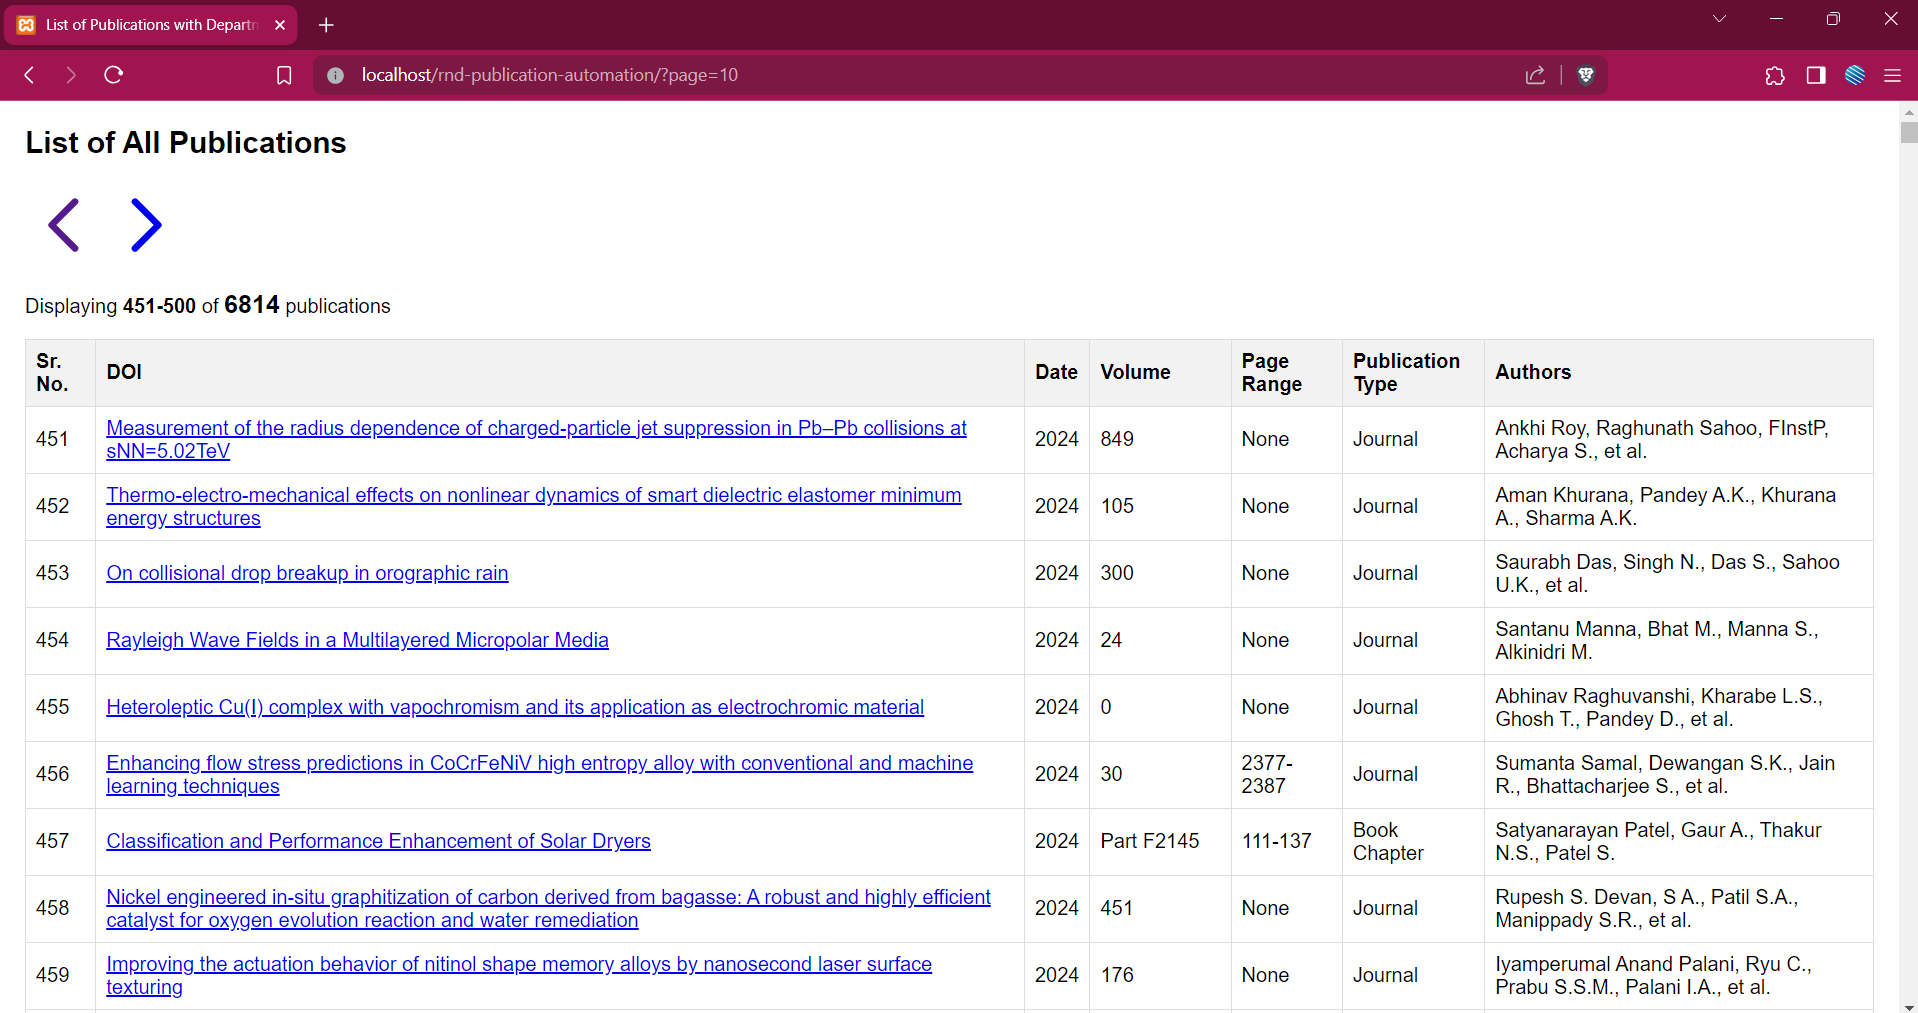 List of Publications with Departm
localhost/rnd-publication-automation/?page=10
List of All Publications
Displaying 451-500 of 6814 publications
Sr. No. DOI Date Volume Page Range Publication Type Authors
451 Measurement of the radius dependence of charged-particle jet suppression in Pb–Pb collisions at sNN=5.02TeV 2024 849 None Journal Ankhi Roy, Raghunath Sahoo, FInstP, Acharya S., et al.
452 Thermo-electro-mechanical effects on nonlinear dynamics of smart dielectric elastomer minimum energy structures 2024 105 None Journal Aman Khurana, Pandey A.K., Khurana A., Sharma A.K.
453 On collisional drop breakup in orographic rain 2024 300 None Journal Saurabh Das, Singh N., Das S., Sahoo U.K., et al.
454 Rayleigh Wave Fields in a Multilayered Micropolar Media 2024 24 None Journal Santanu Manna, Bhat M., Manna S., Alkinidri M.
455 Heteroleptic Cu(I) complex with vapochromism and its application as electrochromic material 2024 0 None Journal Abhinav Raghuvanshi, Kharabe L.S., Ghosh T., Pandey D., et al.
456 Enhancing flow stress predictions in CoCrFeNiV high entropy alloy with conventional and machine learning techniques 2024 30 2377-2387 Journal Sumanta Samal, Dewangan S.K., Jain R., Bhattacharjee S., et al.
457 Classification and Performance Enhancement of Solar Dryers 2024 Part F2145 111-137 Book Chapter Satyanarayan Patel, Gaur A., Thakur N.S., Patel S.
458 Nickel engineered in-situ graphitization of carbon derived from bagasse: A robust and highly efficient catalyst for oxygen evolution reaction and water remediation 2024 451 None Journal Rupesh S. Devan, S A., Patil S.A., Manippady S.R., et al.
459 Improving the actuation behavior of nitinol shape memory alloys by nanosecond laser surface texturing 2024 176 None Journal Iyamperumal Anand Palani, Ryu C., Prabu S.S.M., Palani I.A., et al.